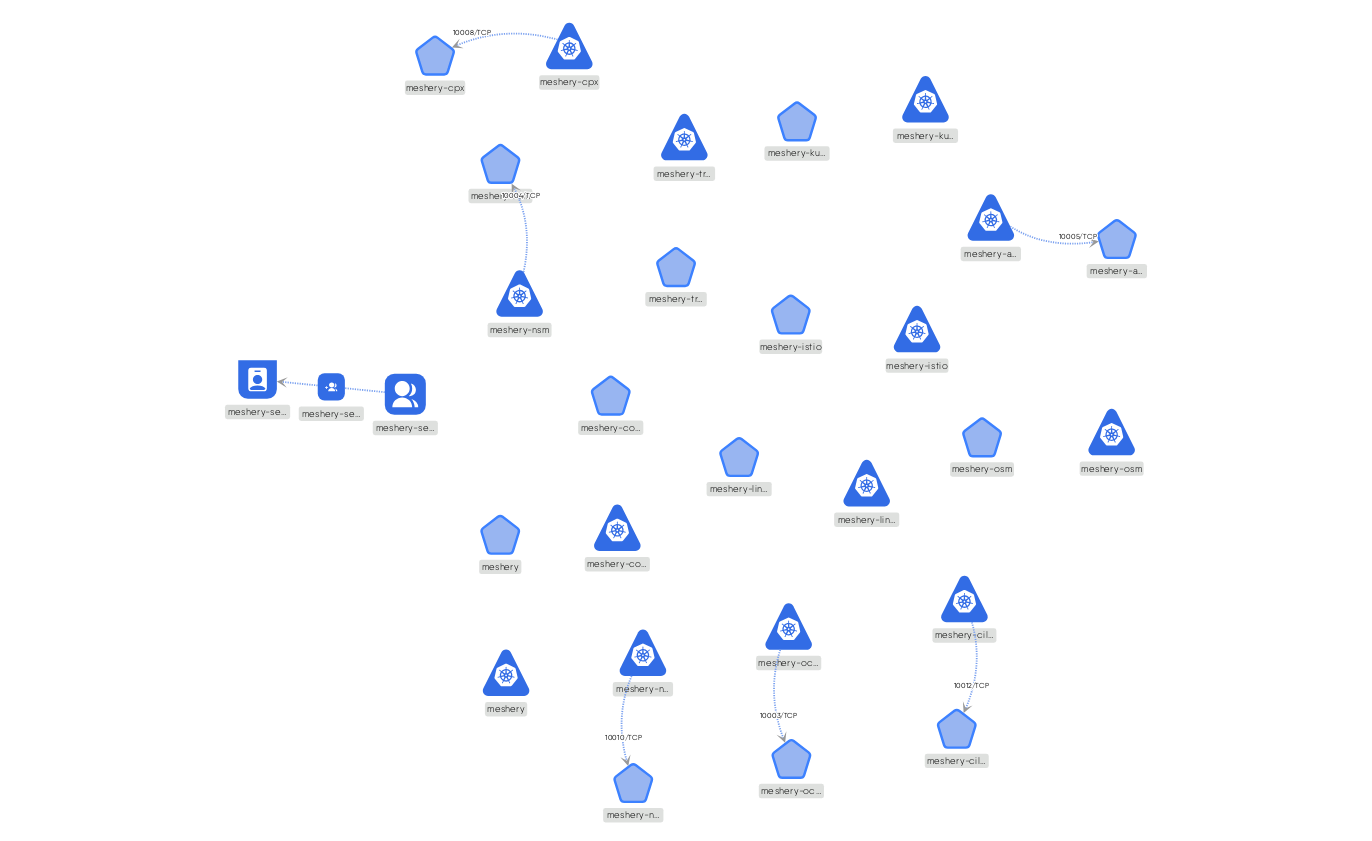 10008/TCP
meshery-cpx
meshery-cpx
meshery-ku...
meshery-ku...
meshery-tr...
10004/TCP
meshery-a...
10005/TCP
meshery-a...
meshery-tr...
meshery-nsm
meshery-istio
meshery-istio
meshery-se...
meshery-se...
meshery-se...
meshery-co...
meshery-osm
meshery-osm
meshery-lin...
meshery-lin...
meshery
meshery-co...
meshery-cil...
meshery-oc...
meshery-n...
meshery
10012/TCP
10003/TCP
10010/TCP
meshery-cil...
meshery-oc...
meshery-n...